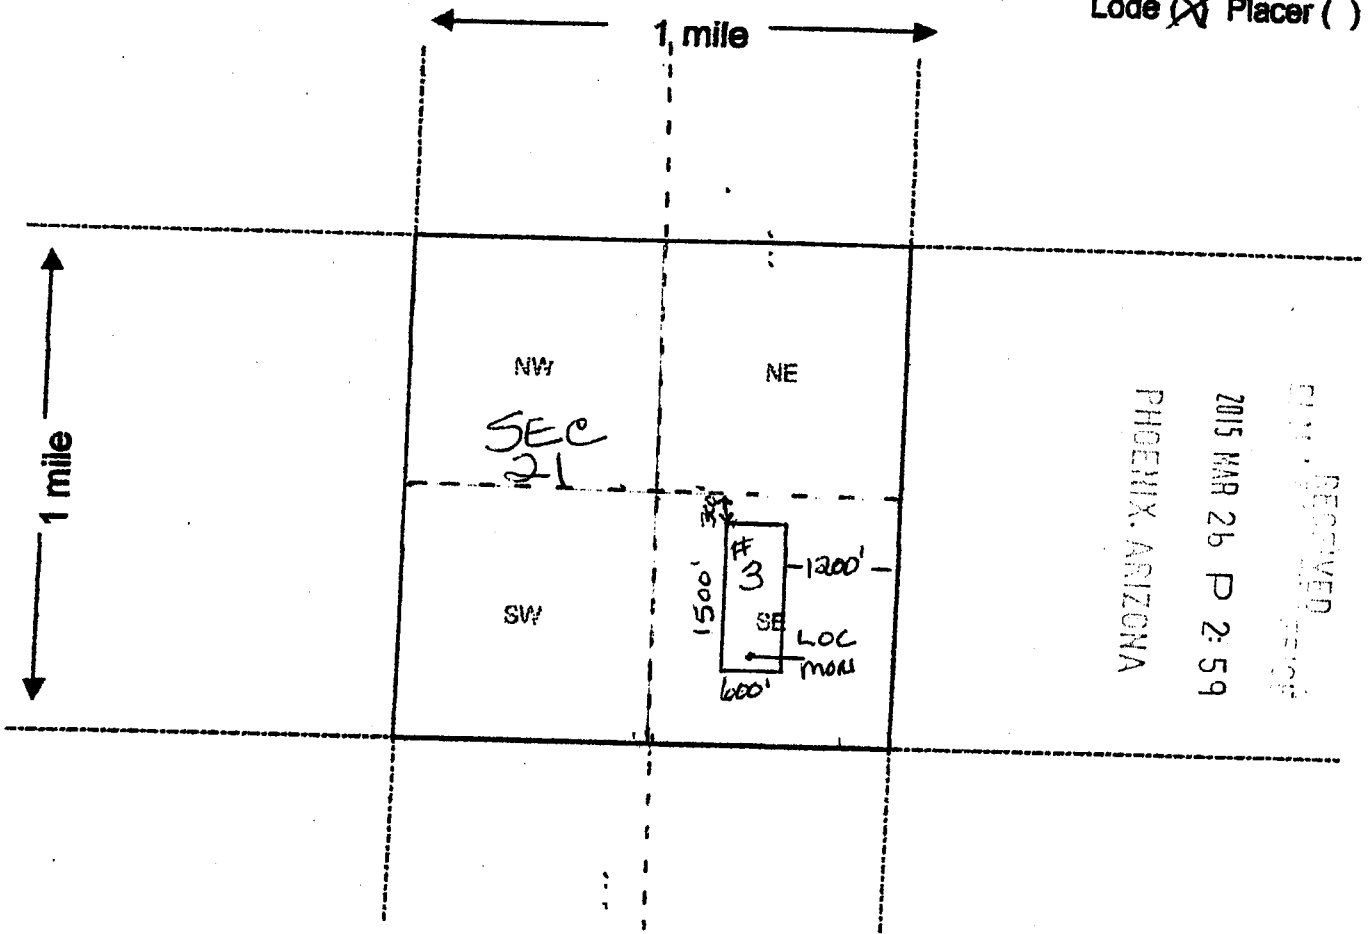 Lode (X) Placer ( )
1 mile
1 mile
NW
NE
SEC
21
300'
#
3
1500'
1200'
SW
SE
LOC
MON
600'
RECEIVED
2015 MAR 26 P 2:59
PHOENIX, ARIZONA